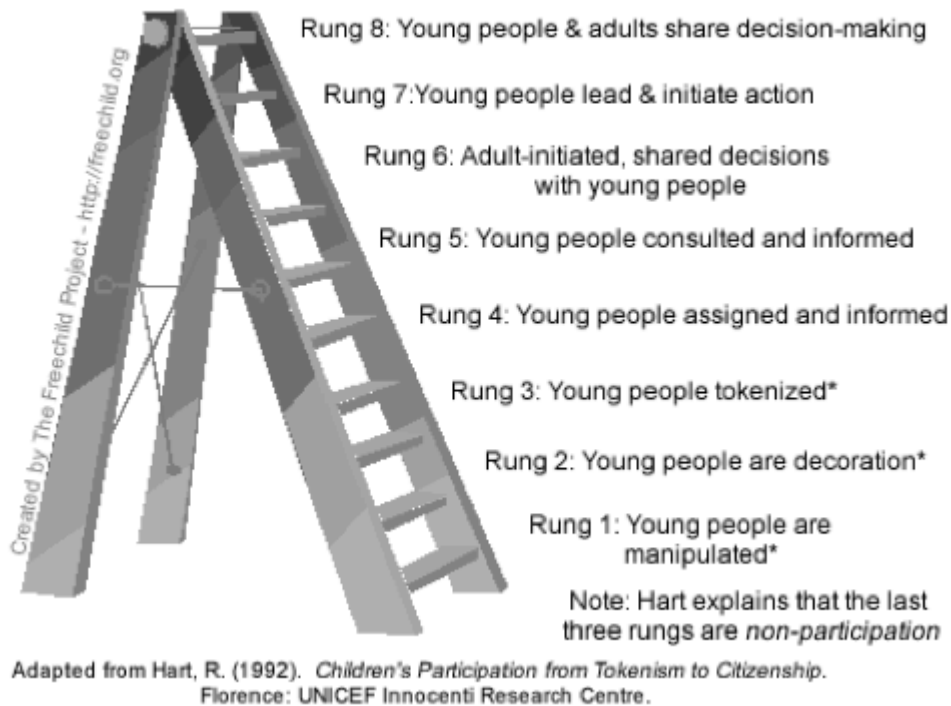 Rung 8: Young people & adults share decision-making
Rung 7:Young people lead & initiate action
Rung 6: Adult-initiated, shared decisions
with young people
Rung 5: Young people consulted and informed
Rung 4: Young people assigned and informed
Rung 3: Young people tokenized*
Rung 2: Young people are decoration*
Rung 1: Young people are
manipulated*
Note: Hart explains that the last
three rungs are non-participation
Created by The Freechild Project - http://freechild.org
Adapted from Hart, R. (1992). Children's Participation from Tokenism to Citizenship.
Florence: UNICEF Innocenti Research Centre.